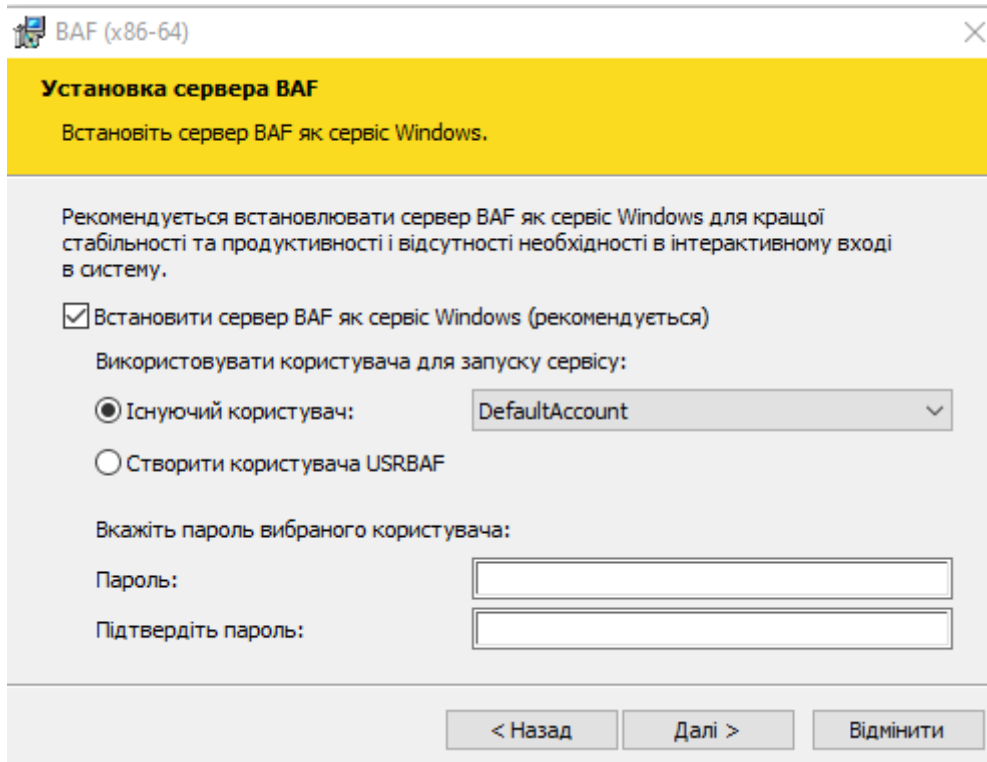 BAF (x86-64)
Установка сервера BAF
Встановіть сервер BAF як сервіс Windows.
Рекомендується встановлювати сервер BAF як сервіс Windows для кращої
стабільності та продуктивності і відсутності необхідності в інтерактивному вході
в систему.
Встановити сервер BAF як сервіс Windows (рекомендується)
Використовувати користувача для запуску сервісу:
Існуючий користувач: DefaultAccount
Створити користувача USRBAF
Вкажіть пароль вибраного користувача:
Пароль:
Підтвердіть пароль:
< Назад Далі > Відмінити